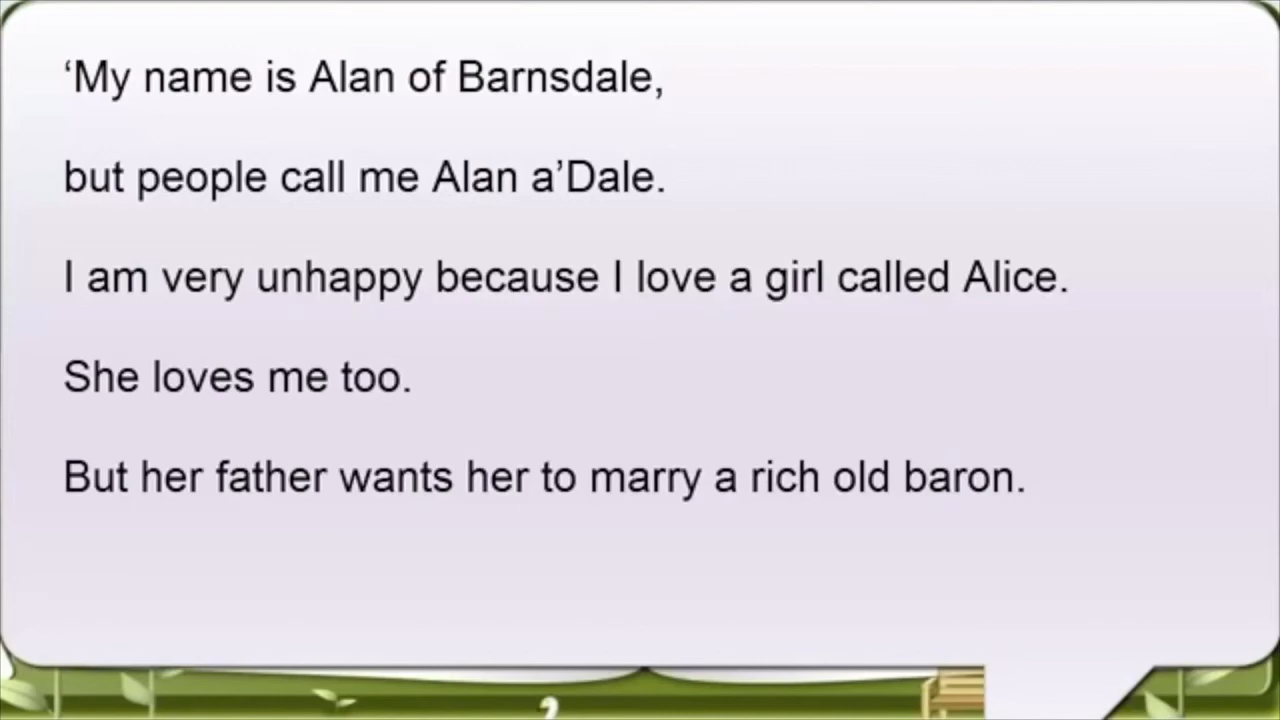 ‘My name is Alan of Barnsdale,
but people call me Alan a’Dale.
I am very unhappy because I love a girl called Alice.
She loves me too.
But her father wants her to marry a rich old baron.